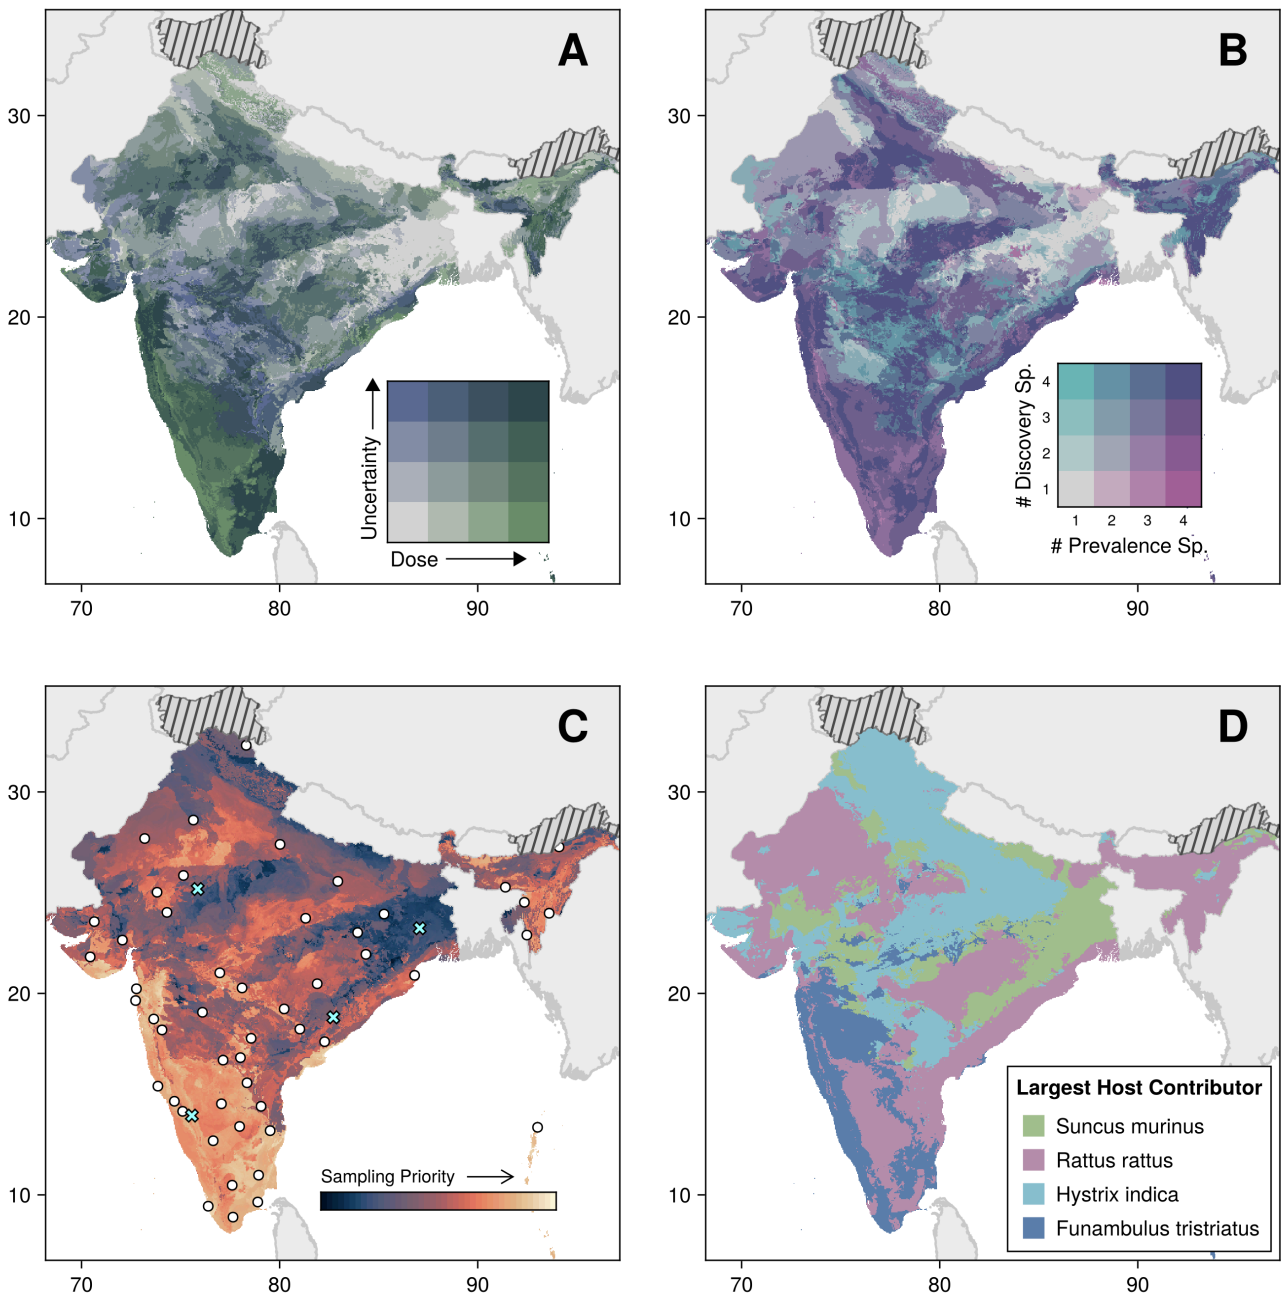 A
30
20
10
Uncertainty
Dose
70
80
90
B
30
20
10
# Discovery Sp.
4
3
2
1
1
2
3
4
# Prevalence Sp.
70
80
90
C
30
20
10
Sampling Priority
70
80
90
D
30
20
10
Largest Host Contributor
Suncus murinus
Rattus rattus
Hystrix indica
Funambulus tristriatus
70
80
90